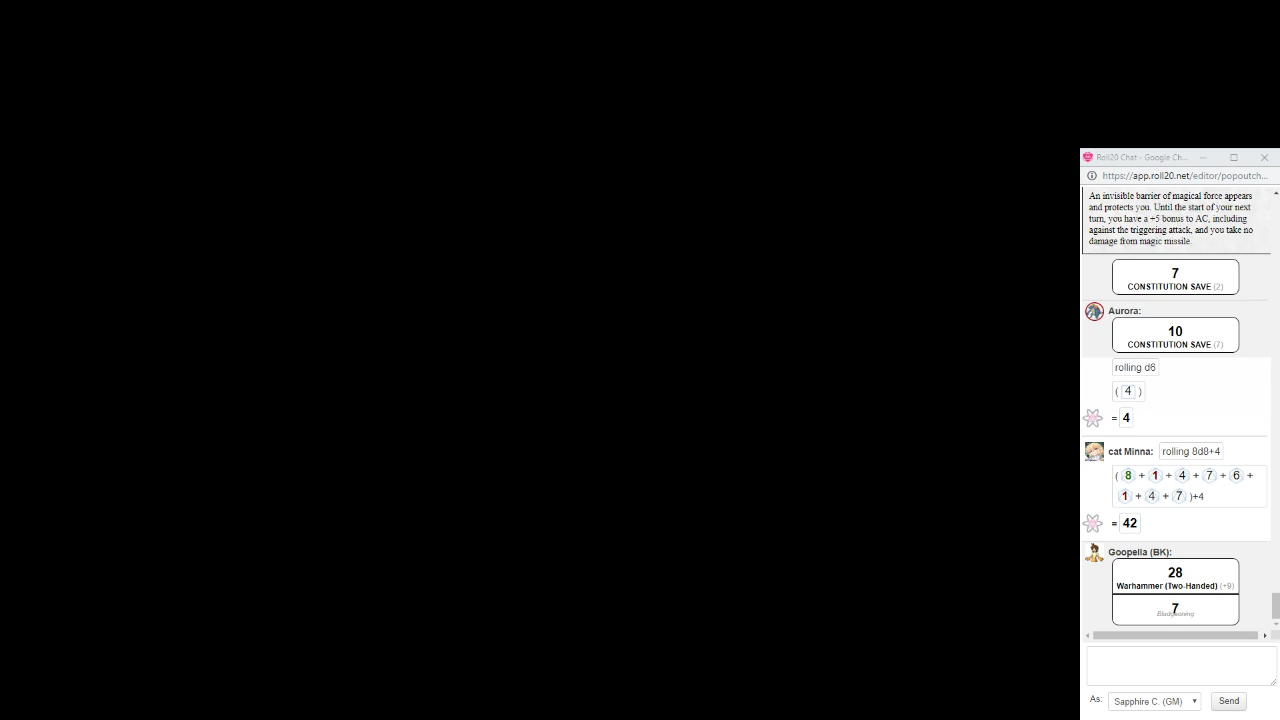 Roll20 Chat - Google Ch...
https://app.roll20.net/editor/popoutch...
An invisible barrier of magical force appears
and protects you. Until the start of your next
turn, you have a +5 bonus to AC, including
against the triggering attack, and you take no
damage from magic missile.
7
CONSTITUTION SAVE (2)
Aurora:
10
CONSTITUTION SAVE (7)
rolling d6
( 4 )
= 4
cat Minna: rolling 8d8+4
( 8 + 1 + 4 + 7 + 6 +
1 + 4 + 7 )+4
= 42
Goopella (BK):
28
Warhammer (Two-Handed) (+9)
7
Bludgeoning
As: Sapphire C. (GM) Send